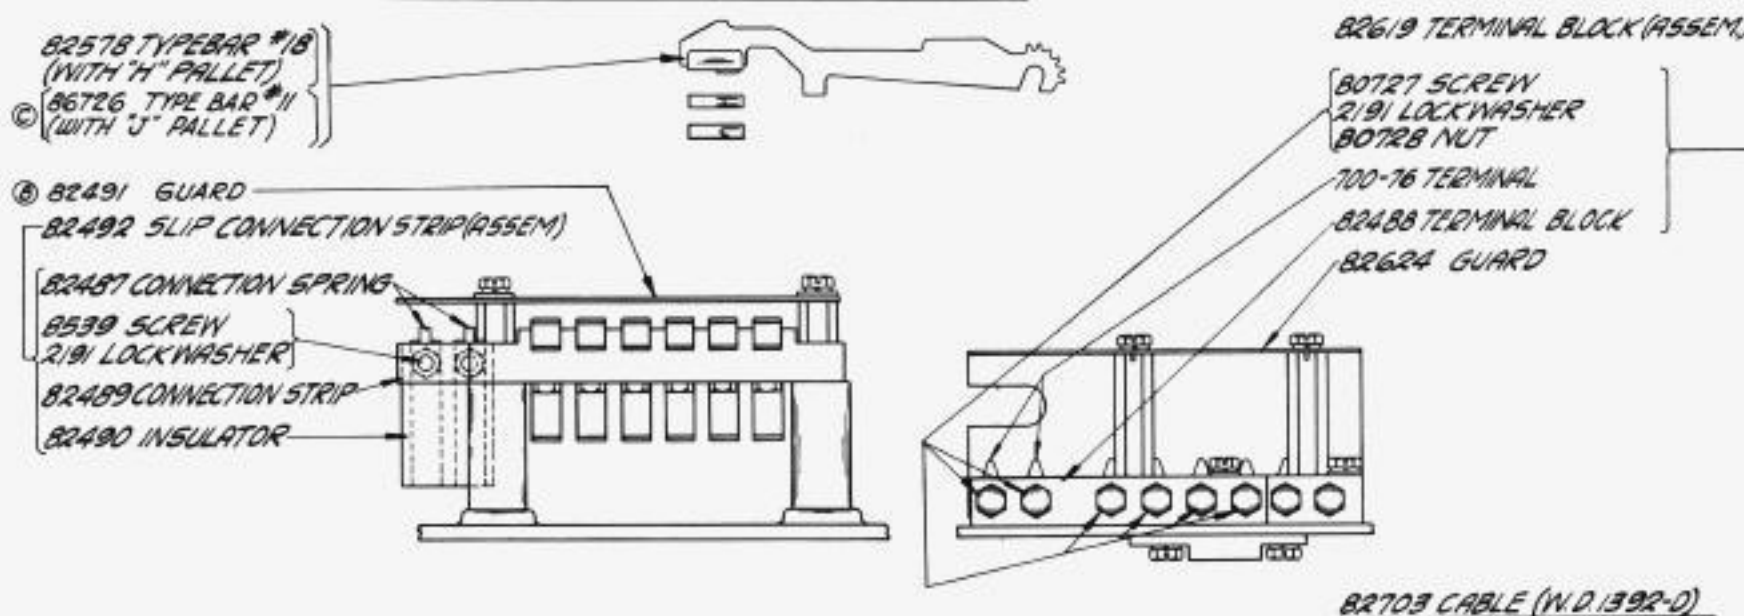 82578 TYPEBAR #18
(WITH "H" PALLET)
Ⓒ 86726 TYPE BAR #11
(WITH "J" PALLET)
Ⓑ 82491 GUARD
82492 SLIP CONNECTION STRIP (ASSEM)
82487 CONNECTION SPRING
8539 SCREW
2191 LOCKWASHER
82489 CONNECTION STRIP
82490 INSULATOR
82619 TERMINAL BLOCK (ASSEM.)
80727 SCREW
2191 LOCKWASHER
80728 NUT
700-76 TERMINAL
82488 TERMINAL BLOCK
82624 GUARD
82703 CABLE (W.D.1392-D)